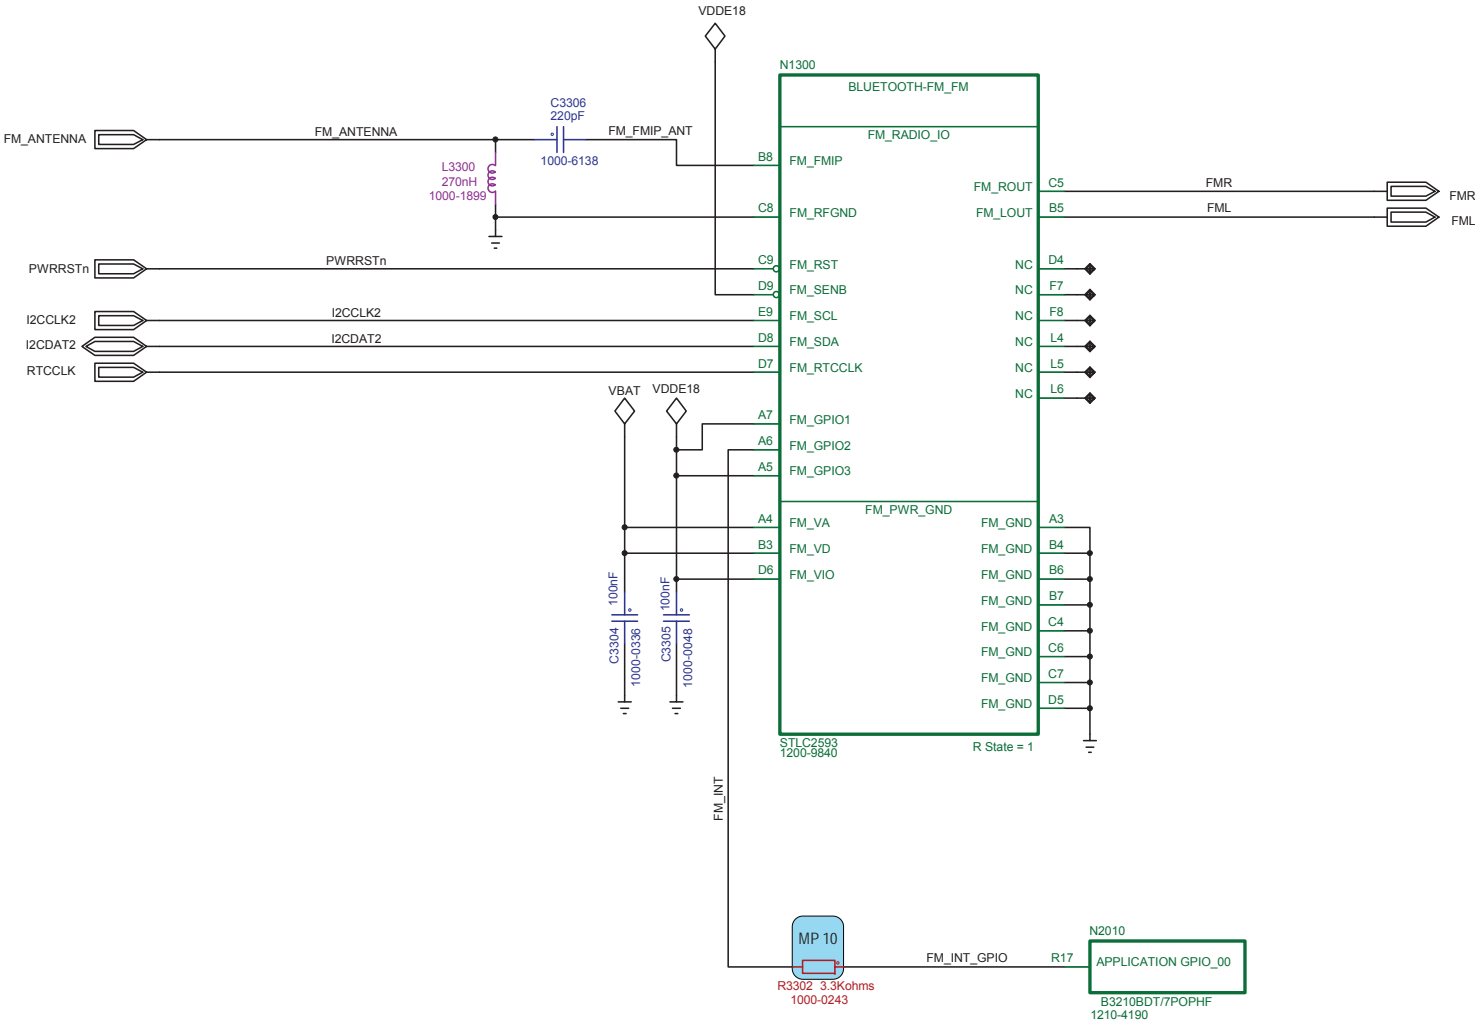 VDDE18
N1300
BLUETOOTH-FM_FM
FM_RADIO_IO
FM_ANTENNA
FM_ANTENNA
C3306
220pF
1000-6138
FM_FMIP_ANT
L3300
270nH
1000-1899
B8 FM_FMIP
C8 FM_RFGND
FM_ROUT C5 FMR
FMR
FM_LOUT B5 FML
FML
PWRRSTn
PWRRSTn
C9 FM_RST
D9 FM_SENB
I2CCLK2
I2CCLK2
E9 FM_SCL
I2CDAT2
I2CDAT2
D8 FM_SDA
RTCCLK
D7 FM_RTCCLK
NC D4
NC F7
NC F8
NC L4
NC L5
NC L6
VBAT
VDDE18
A7 FM_GPIO1
A6 FM_GPIO2
A5 FM_GPIO3
FM_PWR_GND
A4 FM_VA
B3 FM_VD
D6 FM_VIO
FM_GND A3
FM_GND B4
FM_GND B6
FM_GND B7
FM_GND C4
FM_GND C6
FM_GND C7
FM_GND D5
C3304
100nF
1000-0336
C3305
100nF
1000-0048
STLC2593
1200-9840
R State = 1
FM_INT
MP 10
R3302 3.3Kohms
1000-0243
FM_INT_GPIO
R17
N2010
APPLICATION GPIO_00
B3210BDT/7POPHF
1210-4190